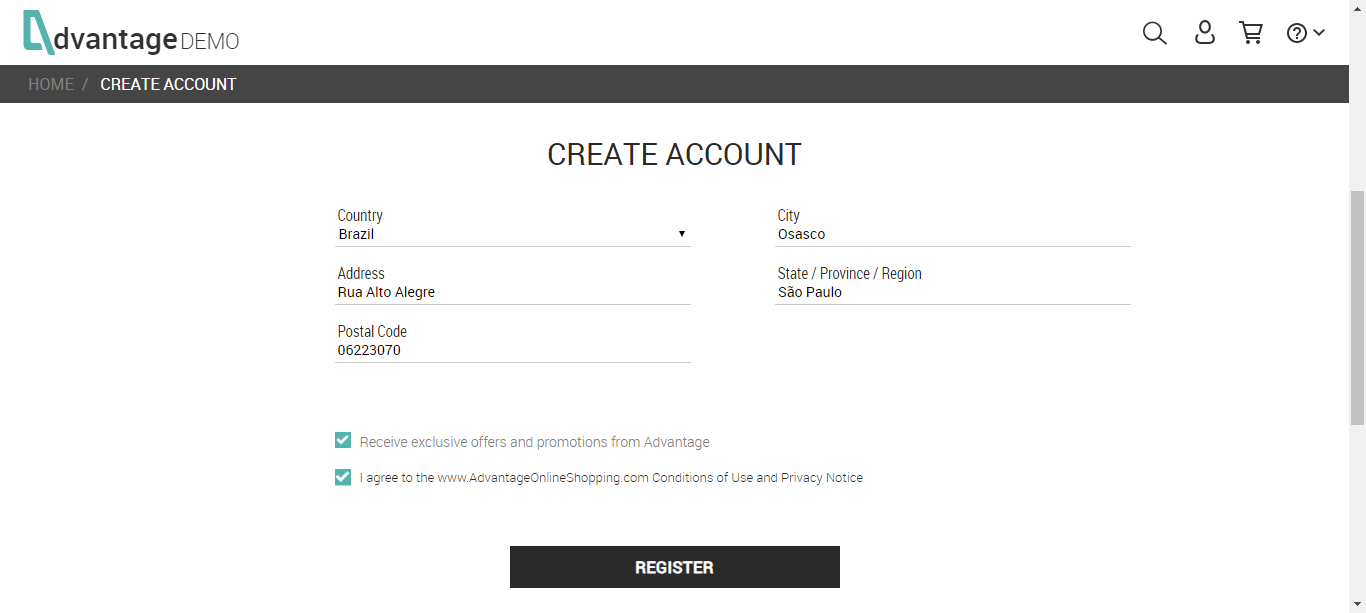 dvantage DEMO
HOME / CREATE ACCOUNT
CREATE ACCOUNT
Country
Brazil
City
Osasco
Address
Rua Alto Alegre
State / Province / Region
São Paulo
Postal Code
06223070
Receive exclusive offers and promotions from Advantage
I agree to the www.AdvantageOnlineShopping.com Conditions of Use and Privacy Notice
REGISTER